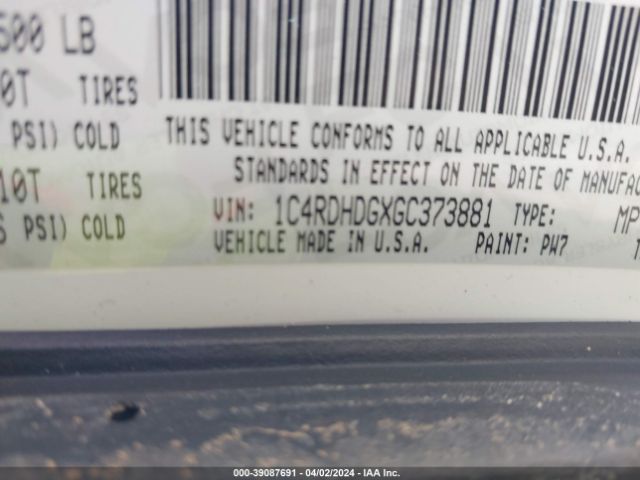 500 LB
0T TIRES
PSI) COLD
10T TIRES
PSI) COLD
THIS VEHICLE CONFORMS TO ALL APPLICABLE U.S.A.
STANDARDS IN EFFECT ON THE DATE OF MANUFAC
VIN: 1C4RDHDGXGC373881 TYPE: MP
VEHICLE MADE IN U.S.A. PAINT: PW7
000-39087691 - 04/02/2024 - IAA Inc.